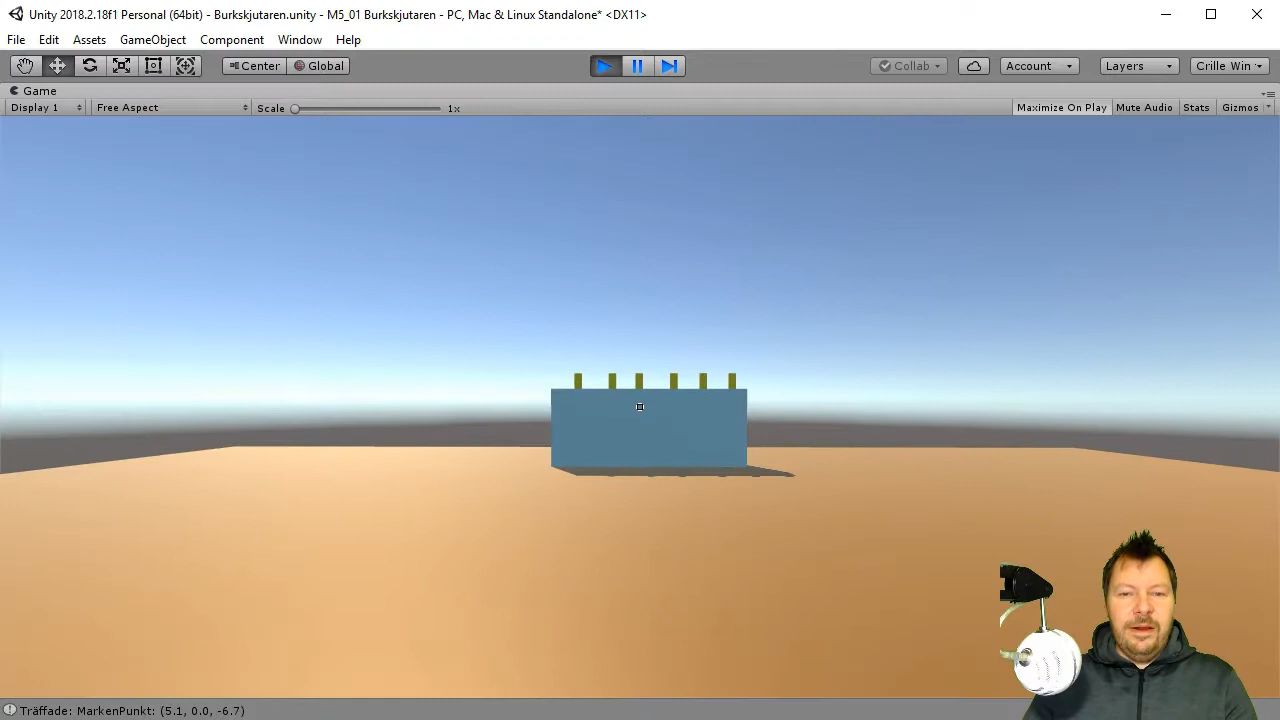 Unity 2018.2.18f1 Personal (64bit) - Burkskjutaren.unity - M5_01 Burkskjutaren - PC, Mac & Linux Standalone* <DX11>
File Edit Assets GameObject Component Window Help
Center Global Collab Account Layers Crille Win
Game
Display 1 Free Aspect Scale 1x Maximize On Play Mute Audio Stats Gizmos
Träffade: MarkenPunkt: (5.1, 0.0, -6.7)